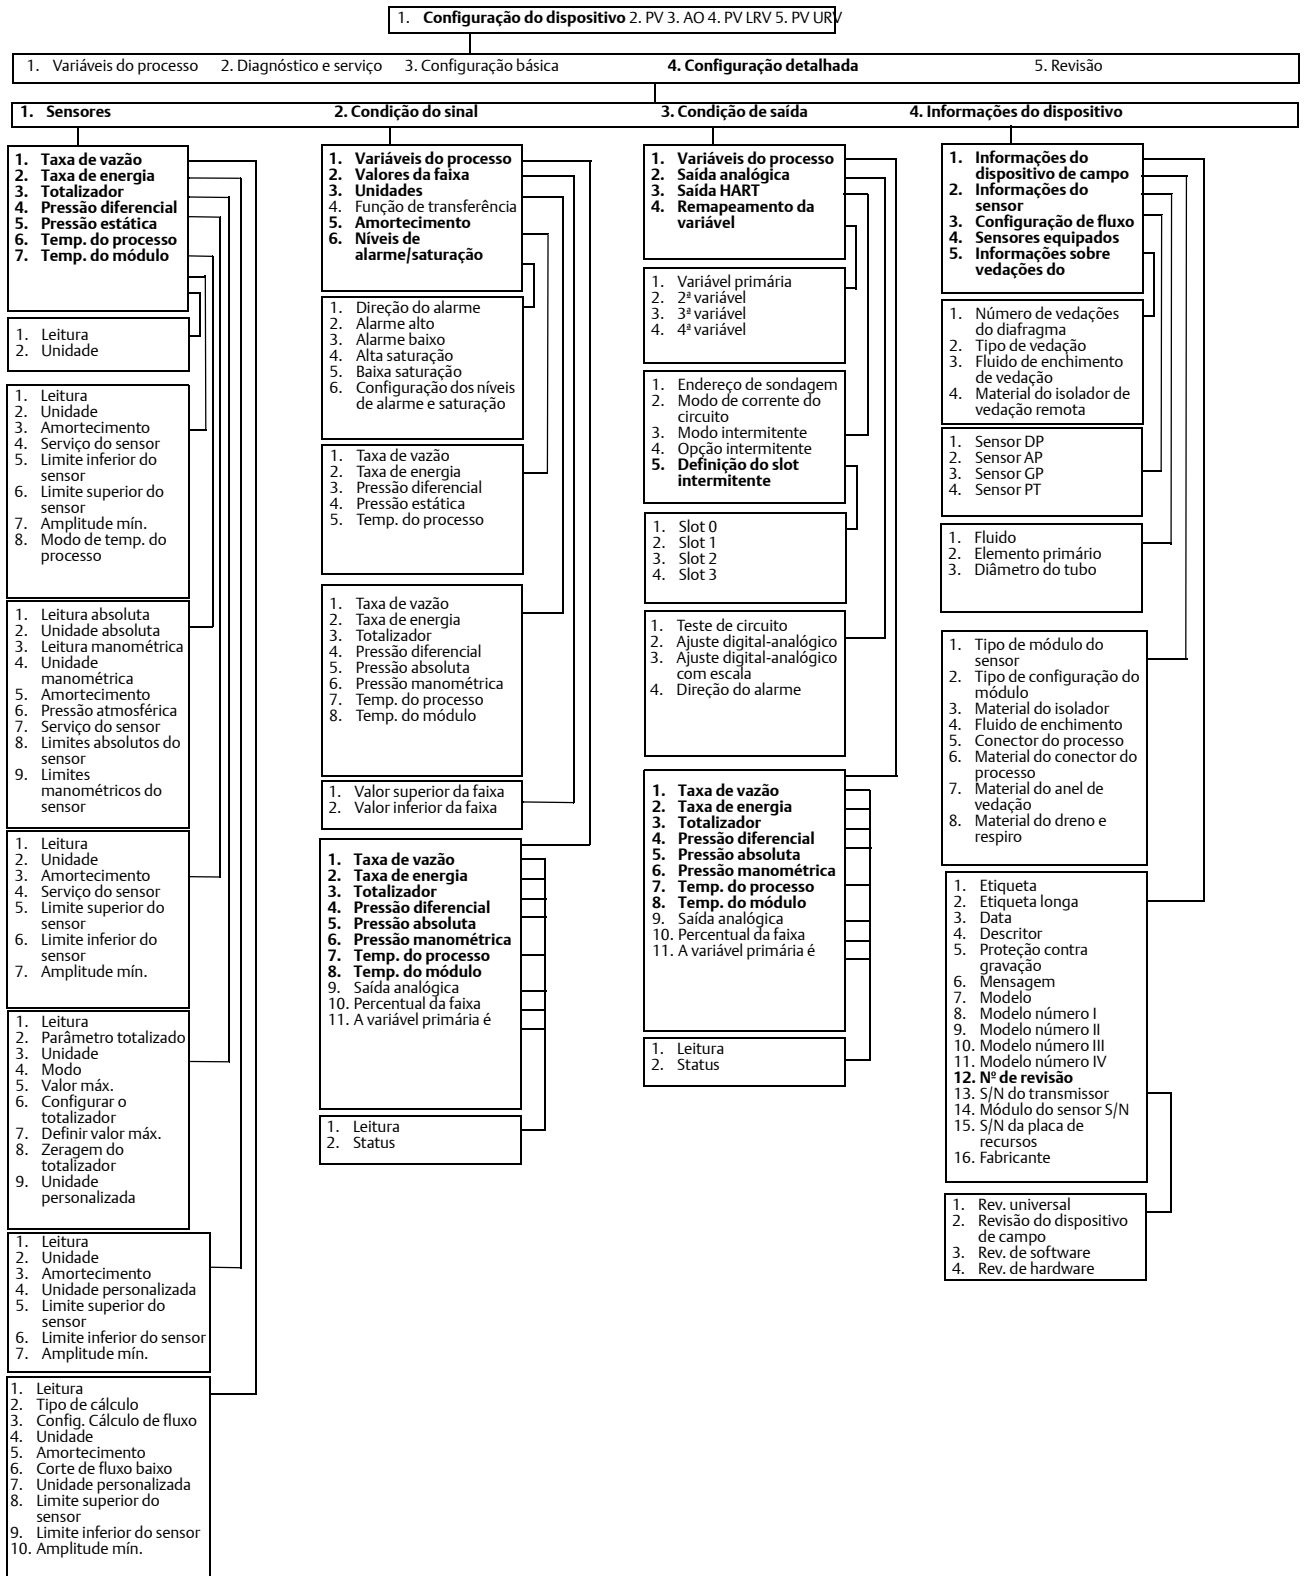 1. Configuração do dispositivo 2. PV 3. AO 4. PV LRV 5. PV URV
1. Variáveis do processo 2. Diagnóstico e serviço 3. Configuração básica 4. Configuração detalhada 5. Revisão
1. Sensores 2. Condição do sinal 3. Condição de saída 4. Informações do dispositivo
1. Taxa de vazão
2. Taxa de energia
3. Totalizador
4. Pressão diferencial
5. Pressão estática
6. Temp. do processo
7. Temp. do módulo
1. Leitura
2. Unidade
1. Leitura
2. Unidade
3. Amortecimento
4. Serviço do sensor
5. Limite inferior do
sensor
6. Limite superior do
sensor
7. Amplitude mín.
8. Modo de temp. do
processo
1. Leitura absoluta
2. Unidade absoluta
3. Leitura manométrica
4. Unidade
manométrica
5. Amortecimento
6. Pressão atmosférica
7. Serviço do sensor
8. Limites absolutos do
sensor
9. Limites
manométricos do
sensor
1. Leitura
2. Unidade
3. Amortecimento
4. Serviço do sensor
5. Limite superior do
sensor
6. Limite inferior do
sensor
7. Amplitude mín.
1. Leitura
2. Parâmetro totalizado
3. Unidade
4. Modo
5. Valor máx.
6. Configurar o
totalizador
7. Definir valor máx.
8. Zeragem do
totalizador
9. Unidade
personalizada
1. Leitura
2. Unidade
3. Amortecimento
4. Unidade personalizada
5. Limite superior do
sensor
6. Limite inferior do sensor
7. Amplitude mín.
1. Leitura
2. Tipo de cálculo
3. Config. Cálculo de fluxo
4. Unidade
5. Amortecimento
6. Corte de fluxo baixo
7. Unidade personalizada
8. Limite superior do
sensor
9. Limite inferior do sensor
10. Amplitude mín.
1. Variáveis do processo
2. Valores da faixa
3. Unidades
4. Função de transferência
5. Amortecimento
6. Níveis de
alarme/saturação
1. Direção do alarme
2. Alarme alto
3. Alarme baixo
4. Alta saturação
5. Baixa saturação
6. Configuração dos níveis
de alarme e saturação
1. Taxa de vazão
2. Taxa de energia
3. Pressão diferencial
4. Pressão estática
5. Temp. do processo
1. Taxa de vazão
2. Taxa de energia
3. Totalizador
4. Pressão diferencial
5. Pressão absoluta
6. Pressão manométrica
7. Temp. do processo
8. Temp. do módulo
1. Valor superior da faixa
2. Valor inferior da faixa
1. Taxa de vazão
2. Taxa de energia
3. Totalizador
4. Pressão diferencial
5. Pressão absoluta
6. Pressão manométrica
7. Temp. do processo
8. Temp. do módulo
9. Saída analógica
10. Percentual da faixa
11. A variável primária é
1. Leitura
2. Status
1. Variáveis do processo
2. Saída analógica
3. Saída HART
4. Remapeamento da
variável
1. Variável primária
2. 2ª variável
3. 3ª variável
4. 4ª variável
1. Endereço de sondagem
2. Modo de corrente do
circuito
3. Modo intermitente
4. Opção intermitente
5. Definição do slot
intermitente
1. Slot 0
2. Slot 1
3. Slot 2
4. Slot 3
1. Teste de circuito
2. Ajuste digital-analógico
3. Ajuste digital-analógico
com escala
4. Direção do alarme
1. Taxa de vazão
2. Taxa de energia
3. Totalizador
4. Pressão diferencial
5. Pressão absoluta
6. Pressão manométrica
7. Temp. do processo
8. Temp. do módulo
9. Saída analógica
10. Percentual da faixa
11. A variável primária é
1. Leitura
2. Status
1. Informações do
dispositivo de campo
2. Informações do
sensor
3. Configuração de fluxo
4. Sensores equipados
5. Informações sobre
vedações do
1. Número de vedações
do diafragma
2. Tipo de vedação
3. Fluido de enchimento
de vedação
4. Material do isolador de
vedação remota
1. Sensor DP
2. Sensor AP
3. Sensor GP
4. Sensor PT
1. Fluido
2. Elemento primário
3. Diâmetro do tubo
1. Tipo de módulo do
sensor
2. Tipo de configuração do
módulo
3. Material do isolador
4. Fluido de enchimento
5. Conector do processo
6. Material do conector do
processo
7. Material do anel de
vedação
8. Material do dreno e
respiro
1. Etiqueta
2. Etiqueta longa
3. Data
4. Descritor
5. Proteção contra
gravação
6. Mensagem
7. Modelo
8. Modelo número I
9. Modelo número II
10. Modelo número III
11. Modelo número IV
12. Nº de revisão
13. S/N do transmissor
14. Módulo do sensor S/N
15. S/N da placa de
recursos
16. Fabricante
1. Rev. universal
2. Revisão do dispositivo
de campo
3. Rev. de software
4. Rev. de hardware